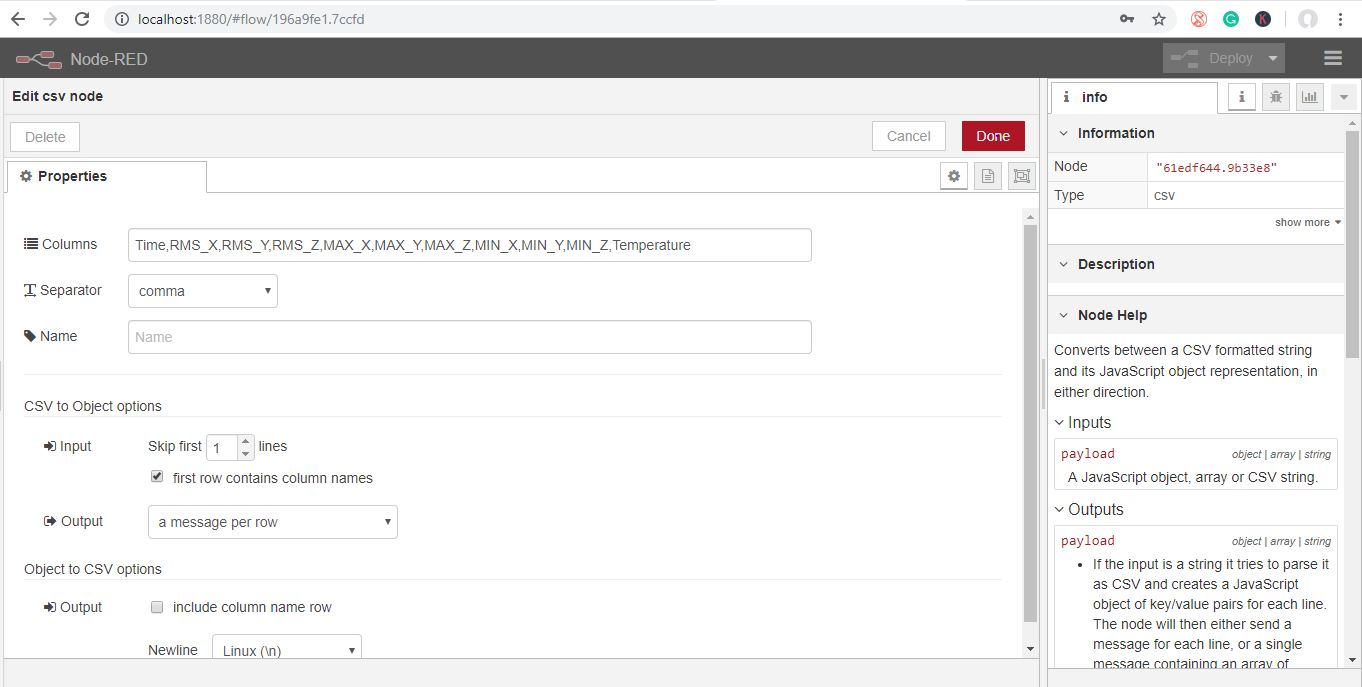 localhost:1880/#flow/196a9fe1.7ccfd
Node-RED
Deploy
Edit csv node
Delete
Cancel
Done
Properties
Columns
Time,RMS_X,RMS_Y,RMS_Z,MAX_X,MAX_Y,MAX_Z,MIN_X,MIN_Y,MIN_Z,Temperature
Separator
comma
Name
Name
CSV to Object options
Input
Skip first 1 lines
first row contains column names
Output
a message per row
Object to CSV options
Output
include column name row
Newline
Linux (\n)
info
Information
Node
"61edf644.9b33e8"
Type
csv
show more
Description
Node Help
Converts between a CSV formatted string
and its JavaScript object representation, in
either direction.
Inputs
payload
object | array | string
A JavaScript object, array or CSV string.
Outputs
payload
object | array | string
If the input is a string it tries to parse it
as CSV and creates a JavaScript
object of key/value pairs for each line.
The node will then either send a
message for each line, or a single
message containing an array of